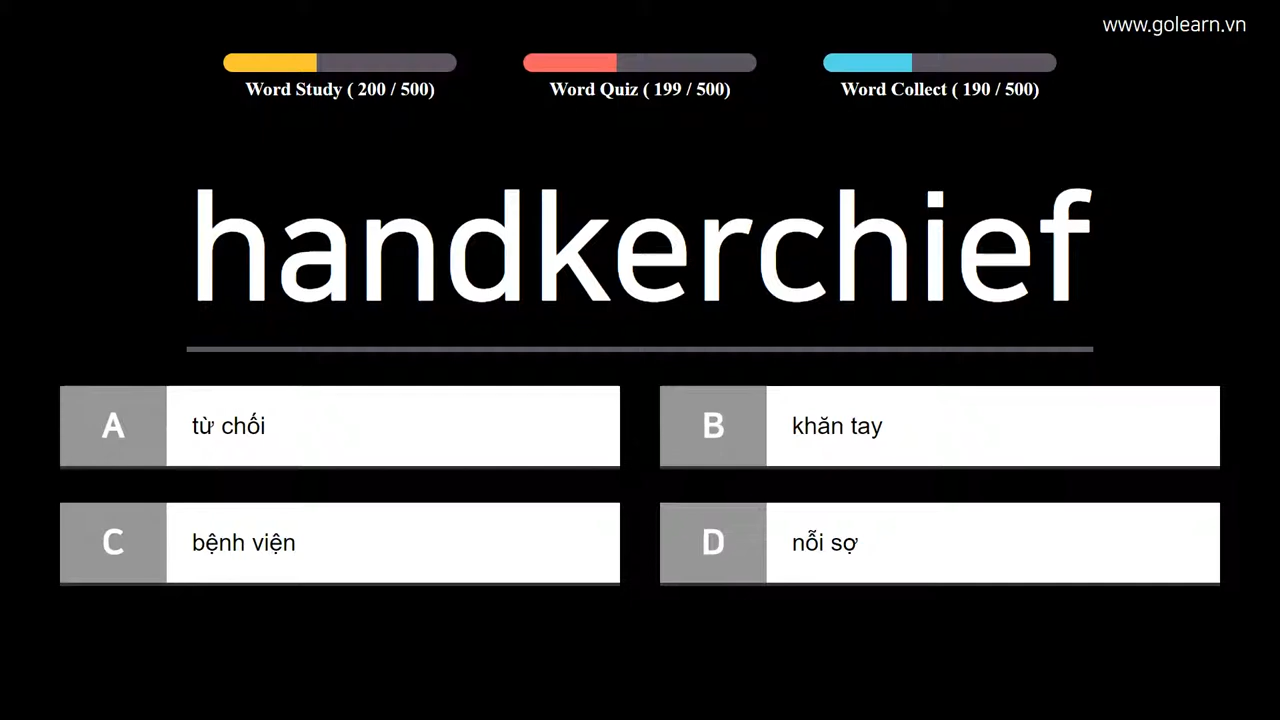 www.golearn.vn
Word Study ( 200 / 500)
Word Quiz ( 199 / 500)
Word Collect ( 190 / 500)
handkerchief
A
từ chối
B
khăn tay
C
bệnh viện
D
nỗi sợ